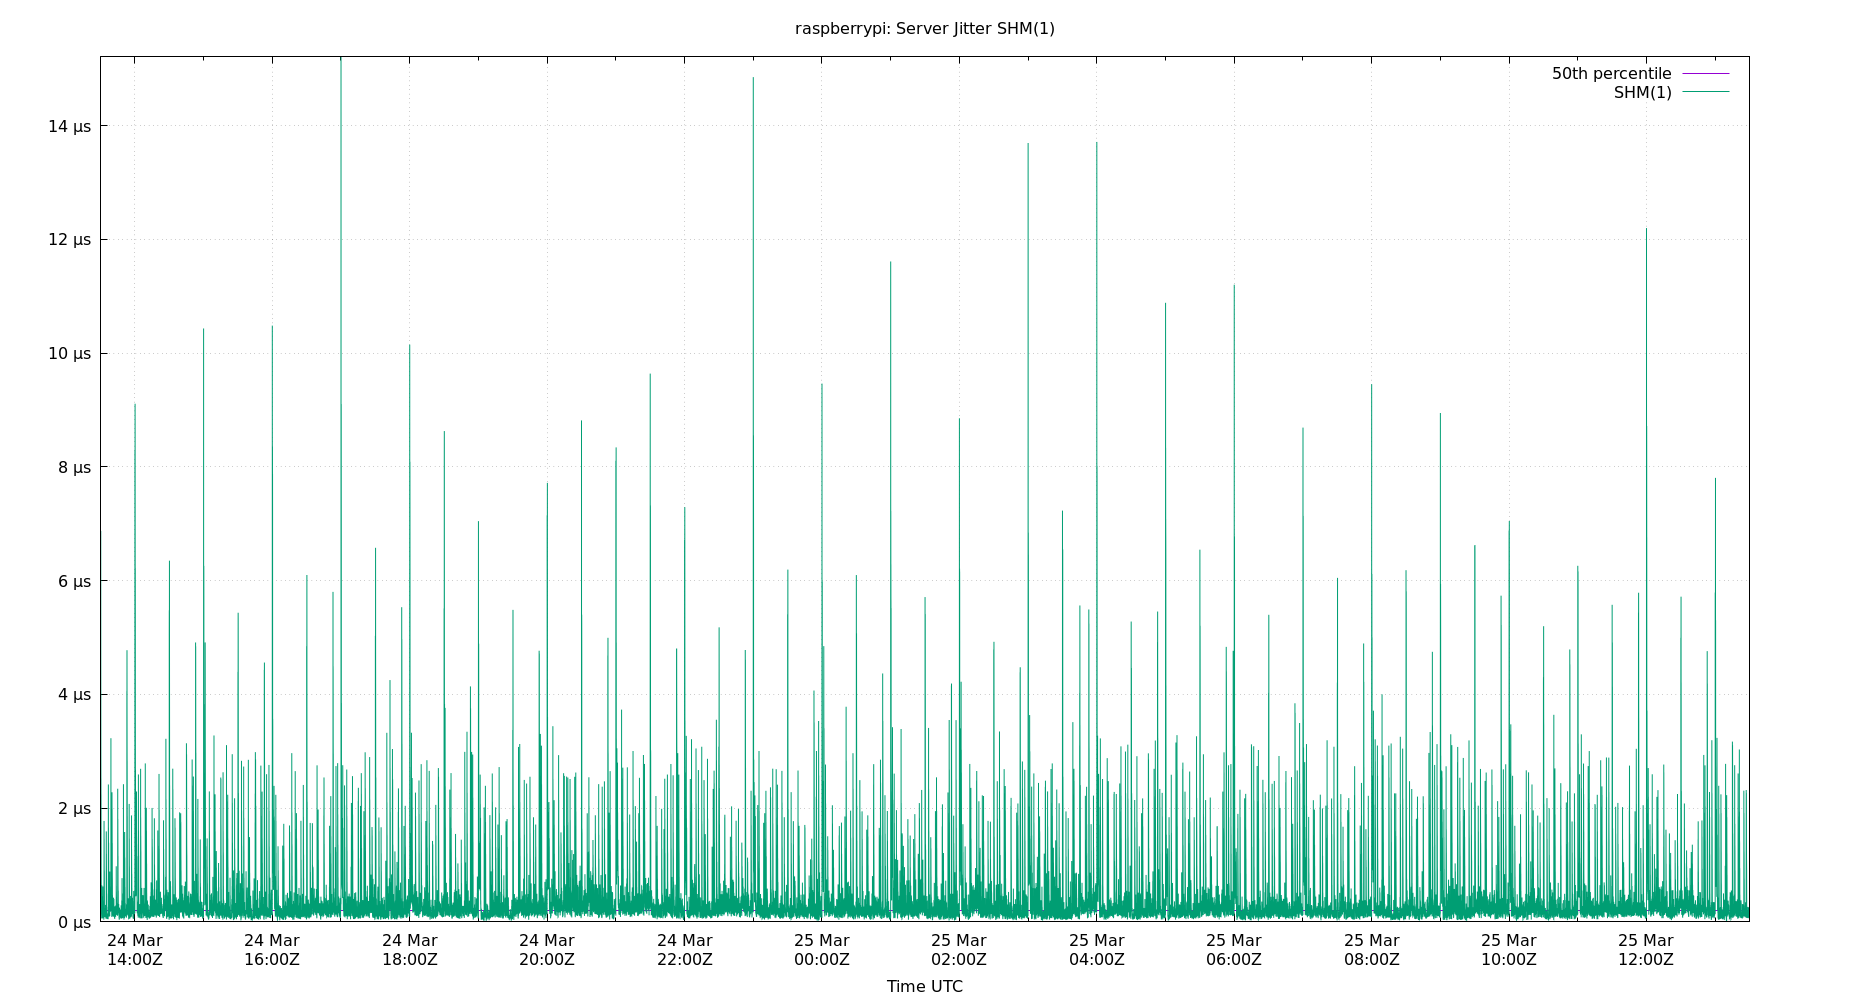 raspberrypi: Server Jitter SHM(1)
50th percentile
SHM(1)
14 µs
12 µs
10 µs
8 µs
6 µs
4 µs
2 µs
0 µs
24 Mar 24 Mar 24 Mar 24 Mar 24 Mar 25 Mar 25 Mar 25 Mar 25 Mar 25 Mar 25 Mar 25 Mar
14:00Z 16:00Z 18:00Z 20:00Z 22:00Z 00:00Z 02:00Z 04:00Z 06:00Z 08:00Z 10:00Z 12:00Z
Time UTC